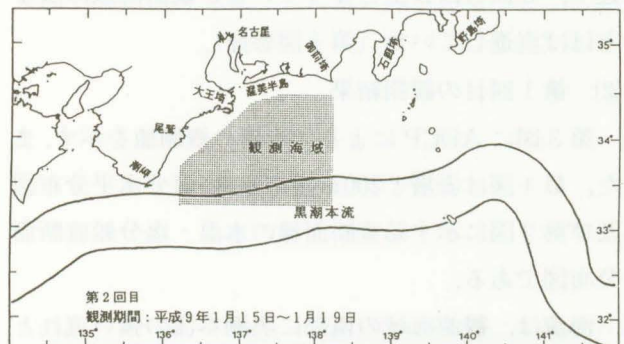 名古屋
御前埼
石廊埼
野島埼
35°
大王埼
渥美半島
尾鷲
観測海域
34°
潮岬
黒潮本流
33°
第2回目
観測期間：平成9年1月15日～1月19日
32°
135°
136°
137°
138°
139°
140°
141°